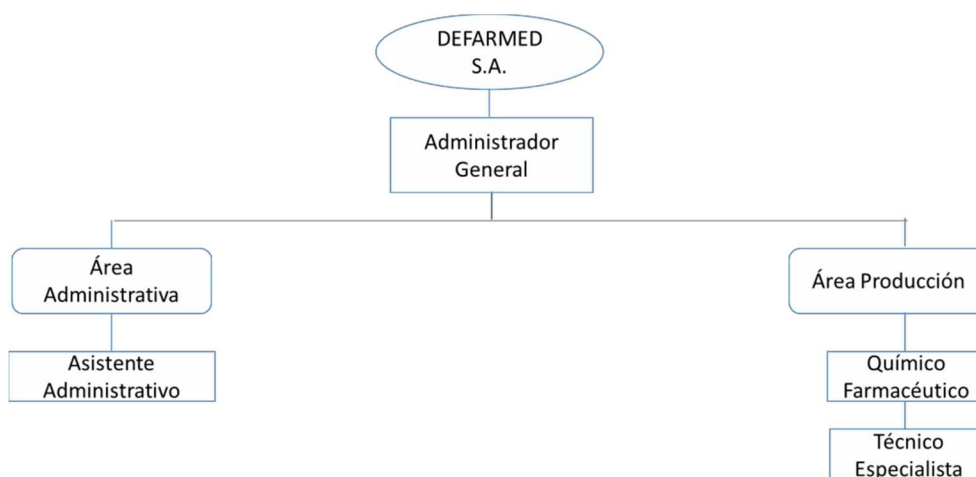 DEFARMED
S.A.
Administrador
General
Área
Administrativa
Área Producción
Asistente
Administrativo
Químico
Farmacéutico
Técnico
Especialista